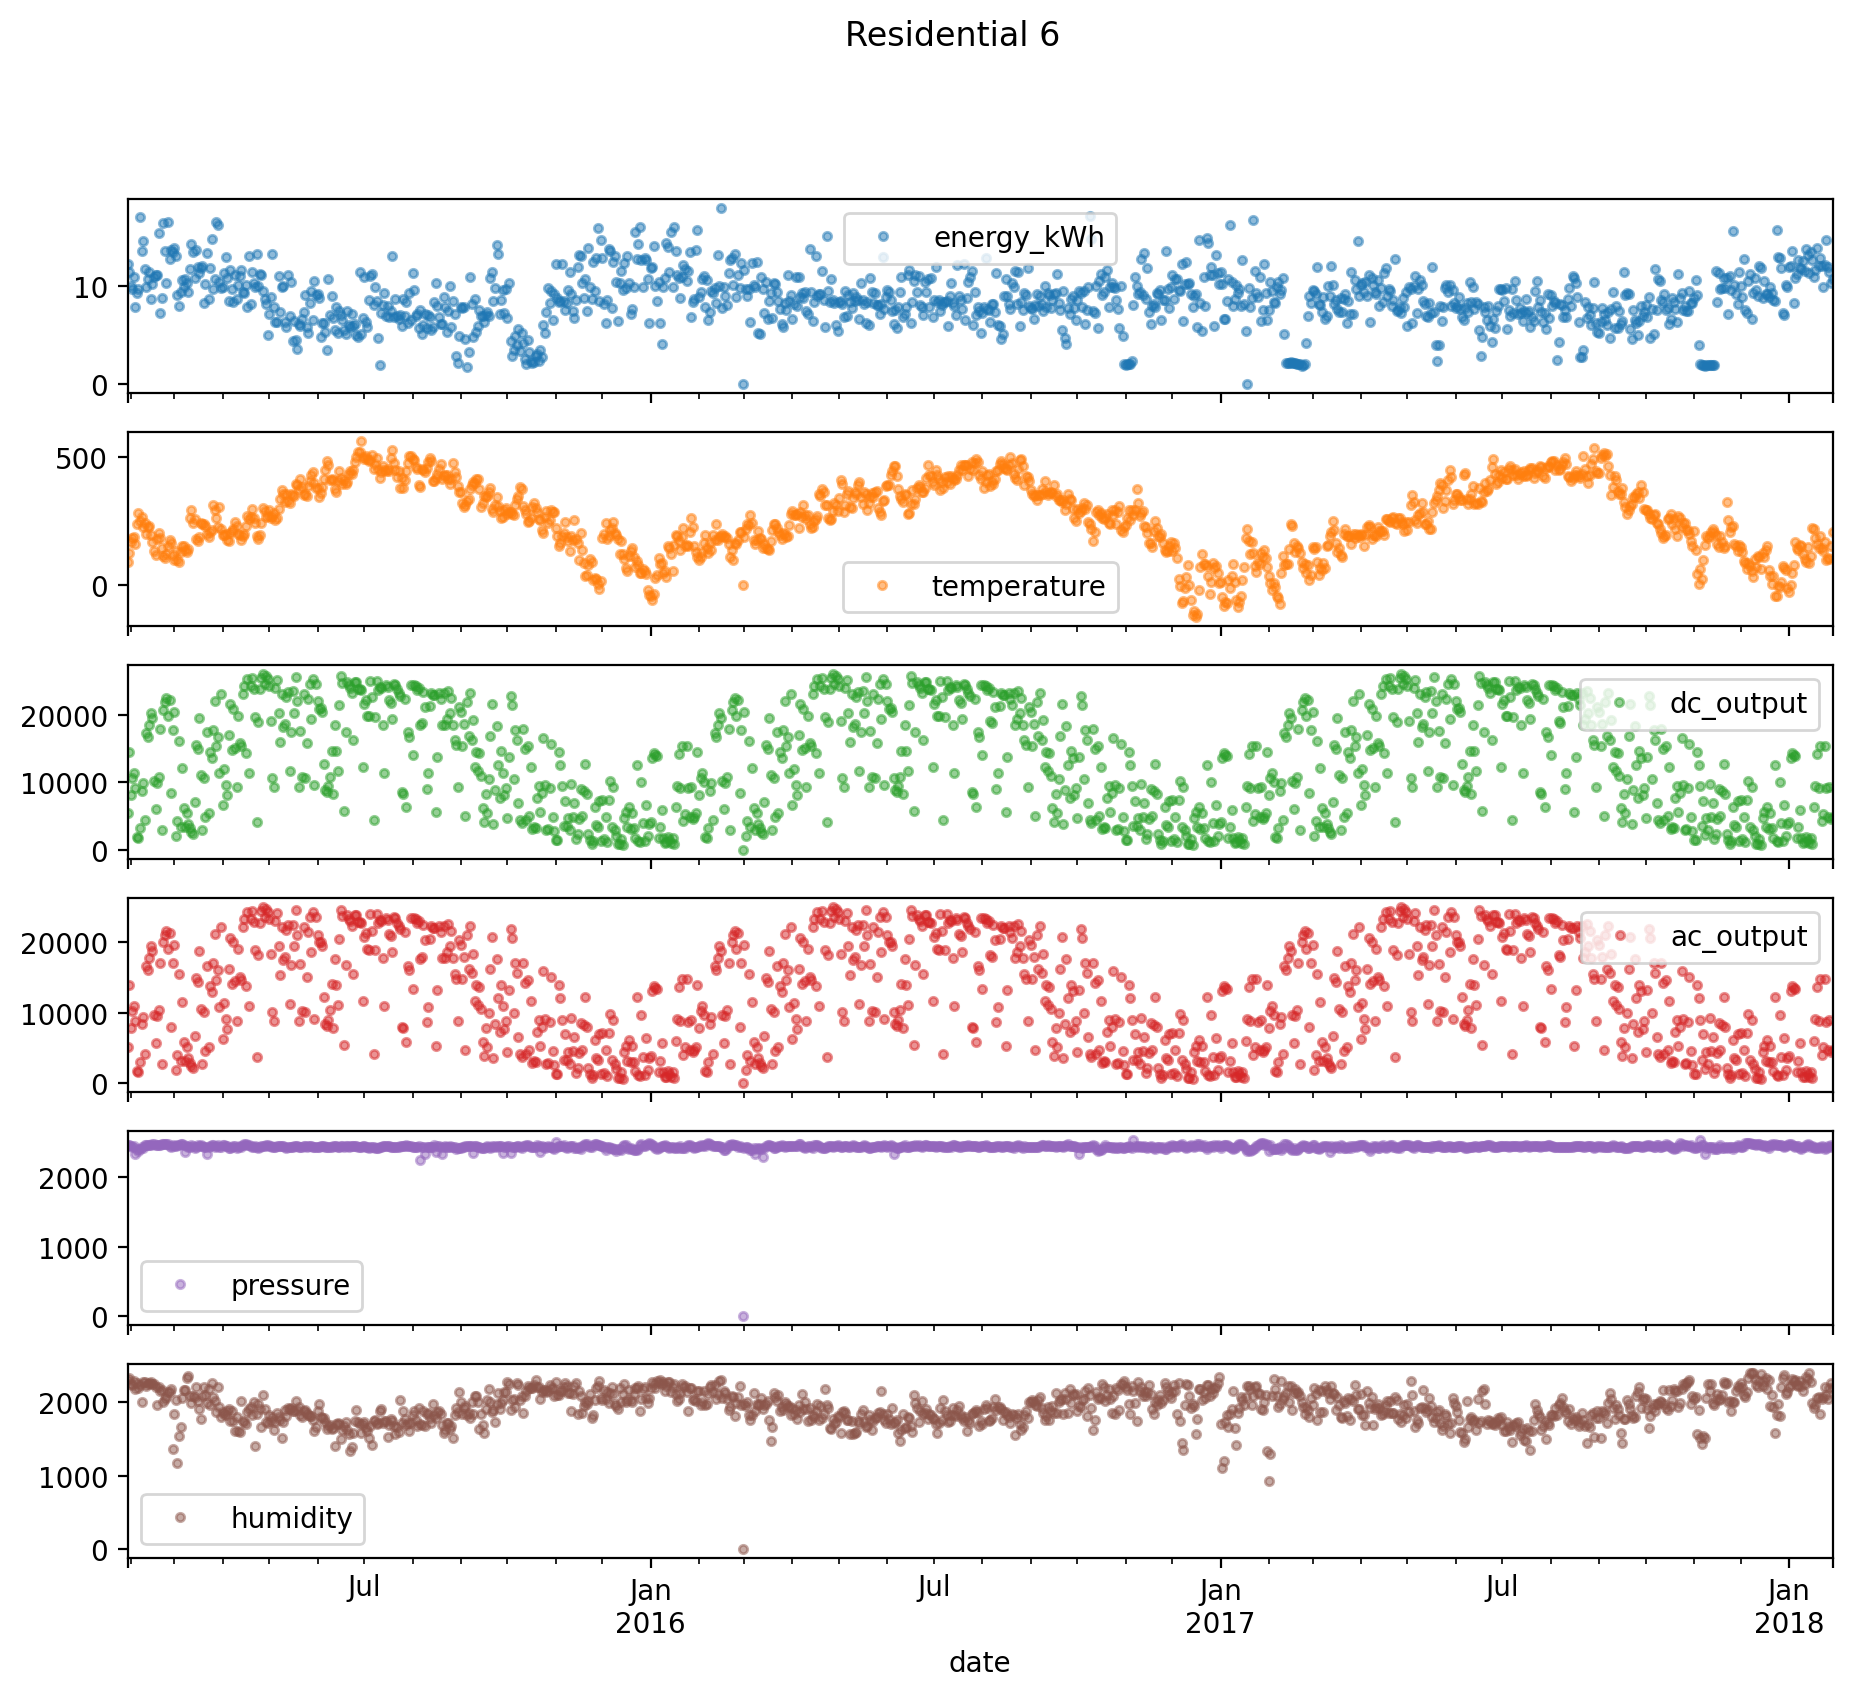 Residential 6
energy_kWh
10
0
500
0
temperature
dc_output
20000
10000
0
ac_output
20000
10000
0
2000
1000
0
pressure
2000
1000
0
humidity
Jul
Jan
2016
Jul
Jan
2017
Jul
Jan
2018
date